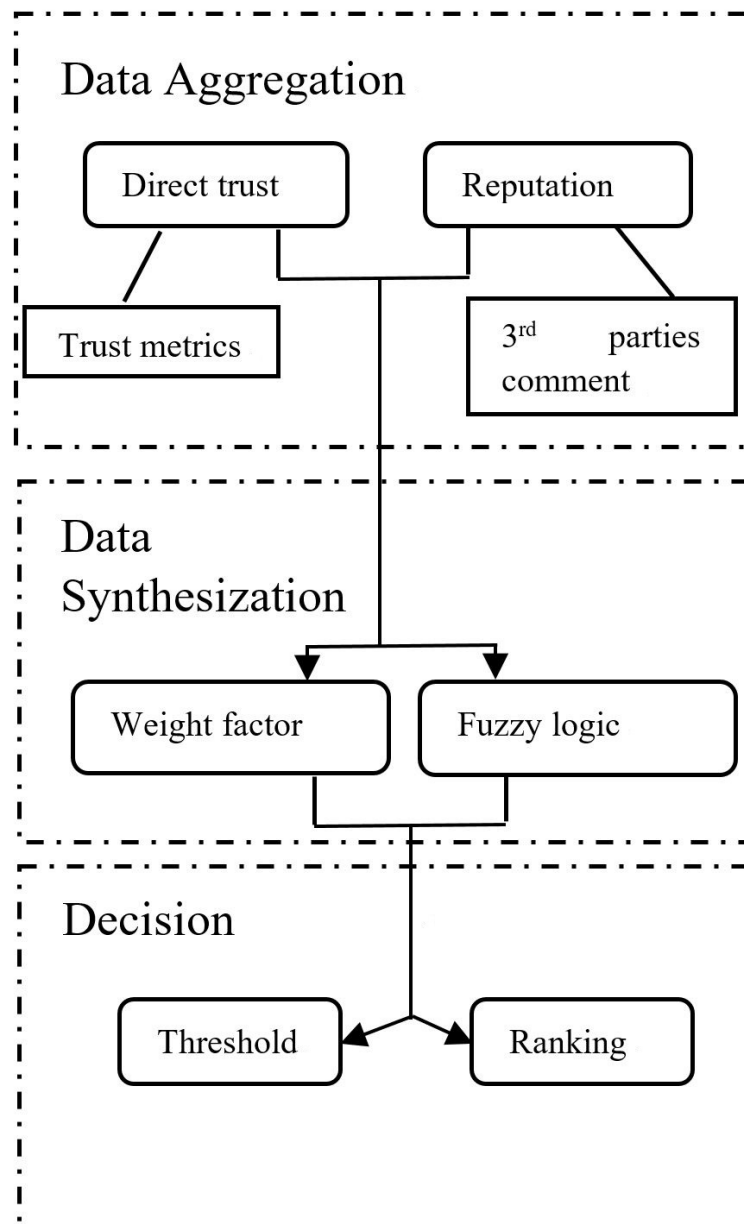 Data Aggregation
Direct trust
Reputation
Trust metrics
3rd parties
comment
Data
Synthesization
Weight factor
Fuzzy logic
Decision
Threshold
Ranking